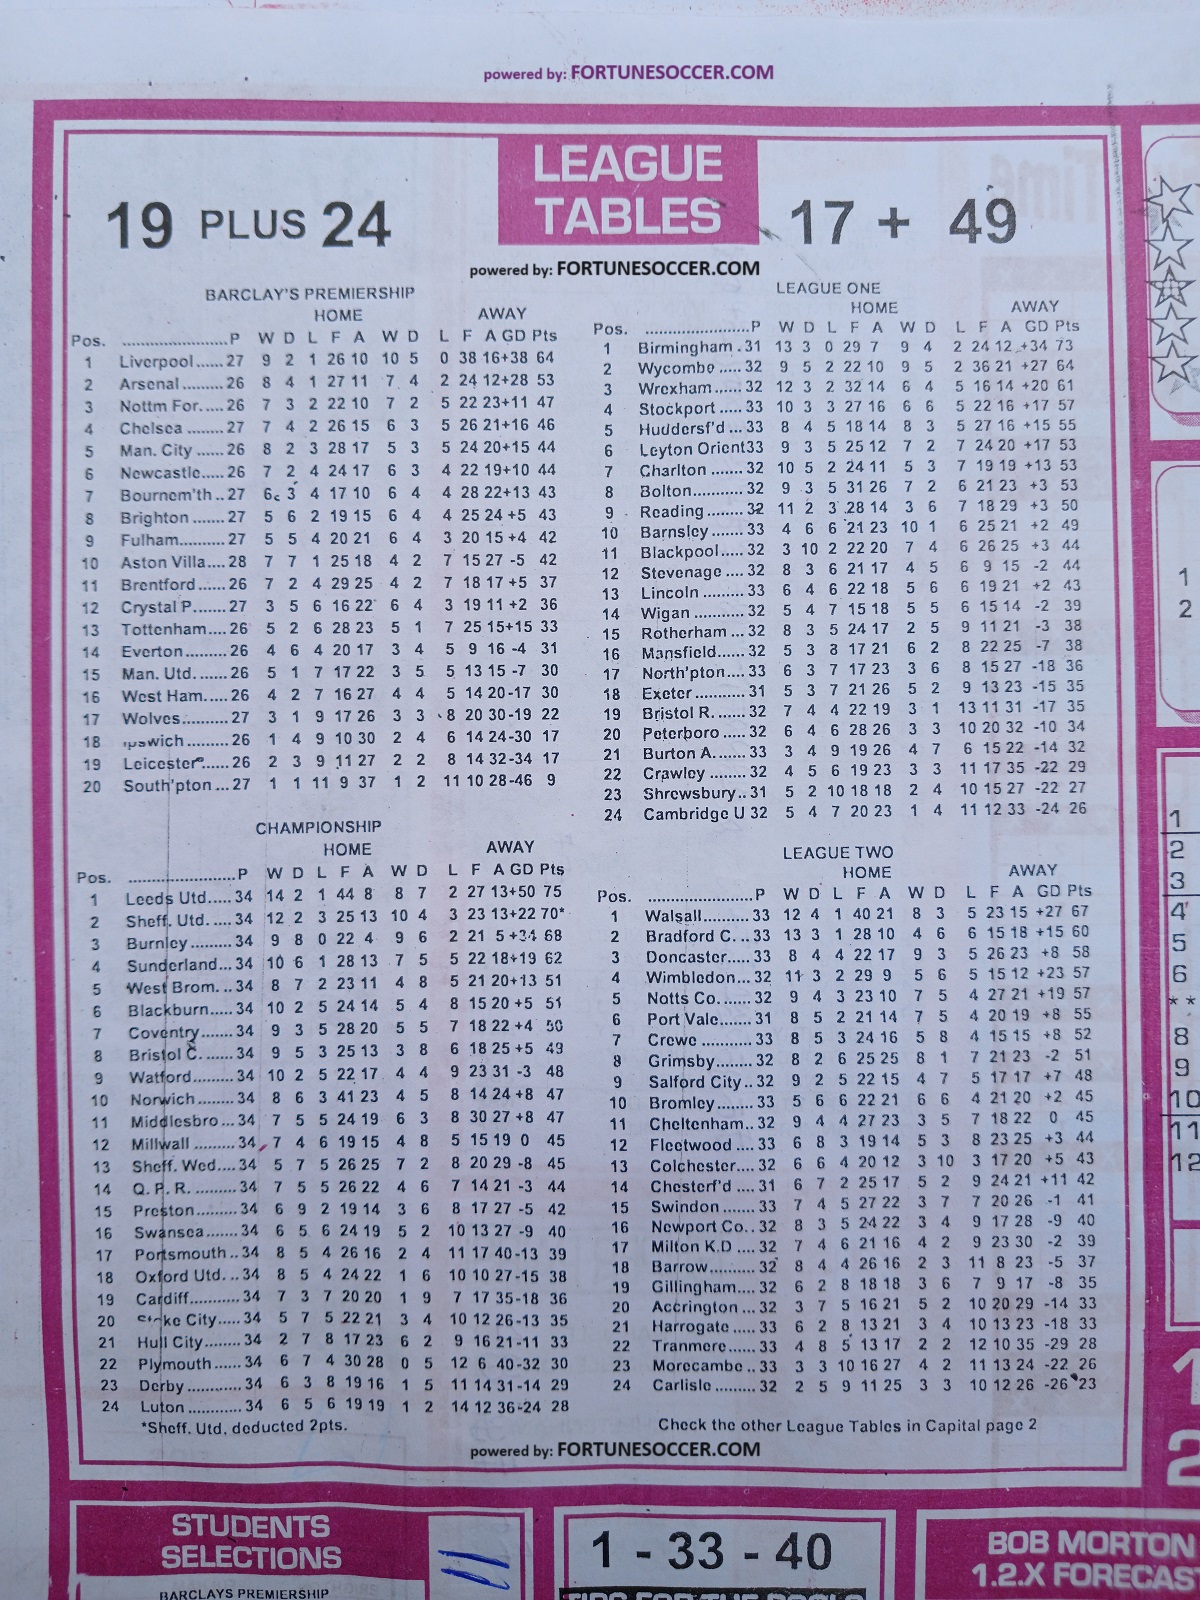 powered by: FORTUNESOCCER.COM
LEAGUE
TABLES
19 PLUS 24
17 + 49
powered by: FORTUNESOCCER.COM
BARCLAY'S PREMIERSHIP
HOME AWAY
Pos. ........................P W D L F A W D L F A GD Pts
1 Liverpool......27 9 2 1 26 10 10 5 0 38 16+38 64
2 Arsenal........26 8 4 1 27 11 7 4 2 24 12+28 53
3 Nottm For.....26 7 3 2 22 10 7 2 5 22 23+11 47
4 Chelsea ........27 7 4 2 26 15 6 3 5 26 21+16 46
5 Man. City ......26 8 2 3 28 17 5 3 5 24 20+15 44
6 Newcastle....26 7 2 4 24 17 6 3 4 22 19+10 44
7 Bournem'th ..27 6 3 4 17 10 6 4 4 28 22+13 43
8 Brighton .......27 5 6 2 19 15 6 4 4 25 24 +5 43
9 Fulham.........27 5 5 4 20 21 6 4 3 20 15 +4 42
10 Aston Villa....28 7 7 1 25 18 4 2 7 15 27 -5 42
11 Brentford .....26 7 2 4 29 25 4 2 7 18 17 +5 37
12 Crystal P.......27 3 5 6 16 22 6 4 3 19 11 +2 36
13 Tottenham....26 5 2 6 28 23 5 1 7 25 15+15 33
14 Everton ........26 4 6 4 20 17 3 4 5 9 16 -4 31
15 Man. Utd. .....26 5 1 7 17 22 3 5 5 13 15 -7 30
16 West Ham.....26 4 2 7 16 27 4 4 5 14 20-17 30
17 Wolves.........27 3 1 9 17 26 3 3 8 20 30-19 22
18 Ipswich .........26 1 4 9 10 30 2 4 6 14 24-30 17
19 Leicester......26 2 3 9 11 27 2 2 8 14 32-34 17
20 South'pton ...27 1 1 11 9 37 1 2 11 10 28-46 9
CHAMPIONSHIP
HOME AWAY
Pos. ........................P W D L F A W D L F A GD Pts
1 Leeds Utd.....34 14 2 1 44 8 8 7 2 27 13+50 75
2 Sheff. Utd. ....34 12 2 3 25 13 10 4 3 23 13+22 70*
3 Burnley .........34 9 8 0 22 4 9 6 2 21 5+34 68
4 Sunderland...34 10 6 1 28 13 7 5 5 22 18+19 62
5 West Brom. ..34 8 7 2 23 11 4 8 5 21 20+13 51
6 Blackburn.....34 10 2 5 24 14 5 4 8 15 20 +5 51
7 Coventry.......34 9 3 5 28 20 5 5 7 18 22 +4 50
8 Bristol C. ......34 9 5 3 25 13 3 8 6 18 25 +5 49
9 Watford.........34 10 2 5 22 17 4 4 9 23 31 -3 48
10 Norwich........34 8 6 3 41 23 4 5 8 14 24 +8 47
11 Middlesbro ...34 7 5 5 24 19 6 3 8 30 27 +8 47
12 Millwall .........34 7 4 6 19 15 4 8 5 15 19 0 45
13 Sheff. Wed....34 5 7 5 26 25 7 2 8 20 29 -8 45
14 Q. P. R. .........34 7 5 5 26 22 4 6 7 14 21 -3 44
15 Preston.........34 6 9 2 19 14 3 6 8 17 27 -5 42
16 Swansea ......34 6 5 6 24 19 5 2 10 13 27 -9 40
17 Portsmouth ..34 8 5 4 26 16 2 4 11 17 40-13 39
18 Oxford Utd. ..34 8 5 4 24 22 1 6 10 10 27-15 38
19 Cardiff...........34 7 3 7 20 20 1 9 7 17 35-18 36
20 Stoke City.....34 5 7 5 22 21 3 4 10 12 26-13 35
21 Hull City........34 2 7 8 17 23 6 2 9 16 21-11 33
22 Plymouth ......34 6 7 4 30 28 0 5 12 6 40-32 30
23 Derby ...........34 6 3 8 19 16 1 5 11 14 31-14 29
24 Luton............34 6 5 6 19 19 1 2 14 12 36-24 28
*Sheff. Utd. deducted 2pts.
LEAGUE ONE
HOME AWAY
Pos. ........................P W D L F A W D L F A GD Pts
1 Birmingham .31 13 3 0 29 7 9 4 2 24 12 +34 73
2 Wycombe .....32 9 5 2 22 10 9 5 2 36 21 +27 64
3 Wrexham ......32 12 3 2 32 14 6 4 5 16 14 +20 61
4 Stockport .....33 10 3 3 27 16 6 6 5 22 16 +17 57
5 Huddersf'd ...33 8 4 5 18 14 8 3 5 27 16 +15 55
6 Leyton Orient33 9 3 5 25 12 7 2 7 24 20 +17 53
7 Charlton .......32 10 5 2 24 11 5 3 7 19 19 +13 53
8 Bolton...........32 9 3 5 31 26 7 2 6 21 23 +3 53
9 Reading ........32 11 2 3 28 14 3 6 7 18 29 +3 50
10 Barnsley .......33 4 6 6 21 23 10 1 6 25 21 +2 49
11 Blackpool......32 3 10 2 22 20 7 4 6 26 25 +3 44
12 Stevenage ....32 8 3 6 21 17 4 5 6 9 15 -2 44
13 Lincoln .........33 6 4 6 22 18 5 6 6 19 21 +2 43
14 Wigan ...........32 5 4 7 15 18 5 5 6 15 14 -2 39
15 Rotherham ...32 8 3 5 24 17 2 5 9 11 21 -3 38
16 Mansfield......32 5 3 8 17 21 6 2 8 22 25 -7 38
17 North'pton....33 6 3 7 17 23 3 6 8 15 27 -18 36
18 Exeter...........31 5 3 7 21 26 5 2 9 13 23 -15 35
19 Bristol R.......32 7 4 4 22 19 3 1 13 11 31 -17 35
20 Peterboro .....32 6 4 6 28 26 3 3 10 20 32 -10 34
21 Burton A. ......33 3 4 9 19 26 4 7 6 15 22 -14 32
22 Crawley ........32 4 5 6 19 23 3 3 11 17 35 -22 29
23 Shrewsbury..31 5 2 10 18 18 2 4 10 15 27 -22 27
24 Cambridge U 32 5 4 7 20 23 1 4 11 12 33 -24 26
LEAGUE TWO
HOME AWAY
Pos. ........................P W D L F A W D L F A GD Pts
1 Walsall..........33 12 4 1 40 21 8 3 5 23 15 +27 67
2 Bradford C. ..33 13 3 1 28 10 4 6 6 15 18 +15 60
3 Doncaster.....33 8 4 4 22 17 9 3 5 26 23 +8 58
4 Wimbledon...32 11 3 2 29 9 5 6 5 15 12 +23 57
5 Notts Co. ......32 9 4 3 23 10 7 5 4 27 21 +19 57
6 Port Vale.......31 8 5 2 21 14 7 5 4 20 19 +8 55
7 Crewe ...........33 8 5 3 24 16 5 8 4 15 15 +8 52
8 Grimsby ........32 8 2 6 25 25 8 1 7 21 23 -2 51
9 Salford City..32 9 2 5 22 15 4 7 5 17 17 +7 48
10 Bromley ........33 5 6 6 22 21 6 6 4 21 20 +2 45
11 Cheltenham..32 9 4 4 27 23 3 5 7 18 22 0 45
12 Fleetwood ....33 6 8 3 19 14 5 3 8 23 25 +3 44
13 Colchester....32 6 6 4 20 12 3 10 3 17 20 +5 43
14 Chesterf'd ....31 6 7 2 25 17 5 2 9 24 21 +11 42
15 Swindon .......33 7 4 5 27 22 3 7 7 20 26 -1 41
16 Newport Co. .32 8 3 5 24 22 3 4 9 17 28 -9 40
17 Milton K.D ....32 7 4 6 21 16 4 2 9 23 30 -2 39
18 Barrow..........32 8 4 4 26 16 2 3 11 8 23 -5 37
19 Gillingham....32 6 2 8 18 18 3 6 7 9 17 -8 35
20 Accrington ...32 3 7 5 16 21 5 2 10 20 29 -14 33
21 Harrogate .....33 6 2 8 13 21 3 4 10 13 23 -18 33
22 Tranmere......33 4 8 5 13 17 2 2 12 10 35 -29 28
23 Morecambe..33 3 3 10 16 27 4 2 11 13 24 -22 26
24 Carlisle.........32 2 5 9 11 25 3 3 10 12 26 -26 23
Check the other League Tables in Capital page 2
powered by: FORTUNESOCCER.COM
STUDENTS
SELECTIONS
BARCLAYS PREMIERSHIP
1 - 33 - 40
TIPS FOR THE POOLS
BOB MORTON
1.2.X FORECAS
1
2
1
2
3
4
5
6
**
8
9
10
11
12
1
2